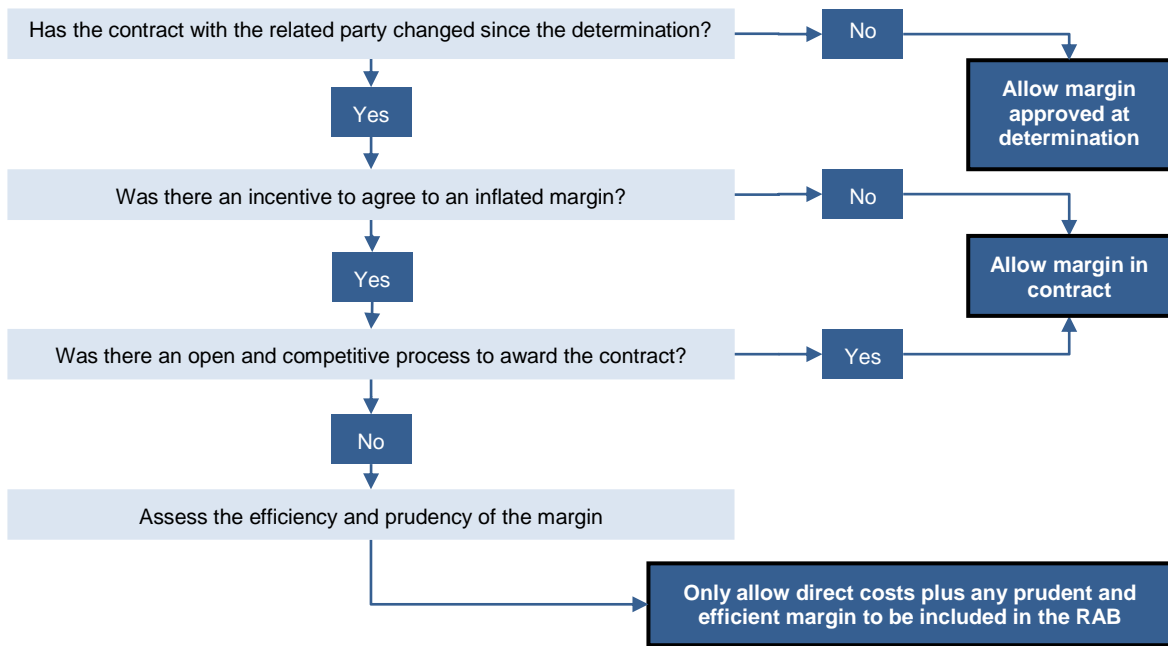 Has the contract with the related party changed since the determination?
No
Allow margin
approved at
determination
Yes
Was there an incentive to agree to an inflated margin?
No
Allow margin in
contract
Yes
Was there an open and competitive process to award the contract?
Yes
No
Assess the efficiency and prudency of the margin
Only allow direct costs plus any prudent and
efficient margin to be included in the RAB